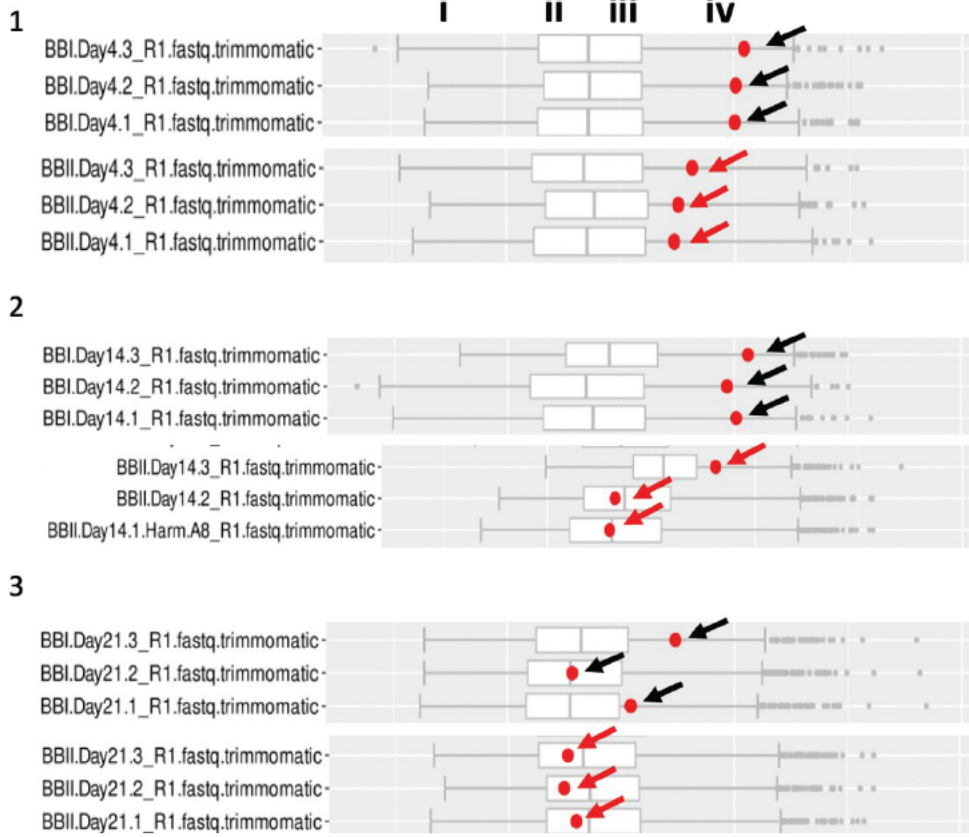 I II iii iv
1
BBI.Day4.3_R1.fastq.trimmomatic
BBI.Day4.2_R1.fastq.trimmomatic
BBI.Day4.1_R1.fastq.trimmomatic
BBII.Day4.3_R1.fastq.trimmomatic
BBII.Day4.2_R1.fastq.trimmomatic
BBII.Day4.1_R1.fastq.trimmomatic
2
BBI.Day14.3_R1.fastq.trimmomatic
BBI.Day14.2_R1.fastq.trimmomatic
BBI.Day14.1_R1.fastq.trimmomatic
BBII.Day14.3_R1.fastq.trimmomatic
BBII.Day14.2_R1.fastq.trimmomatic
BBII.Day14.1.Harm.A8_R1.fastq.trimmomatic
3
BBI.Day21.3_R1.fastq.trimmomatic
BBI.Day21.2_R1.fastq.trimmomatic
BBI.Day21.1_R1.fastq.trimmomatic
BBII.Day21.3_R1.fastq.trimmomatic
BBII.Day21.2_R1.fastq.trimmomatic
BBII.Day21.1_R1.fastq.trimmomatic